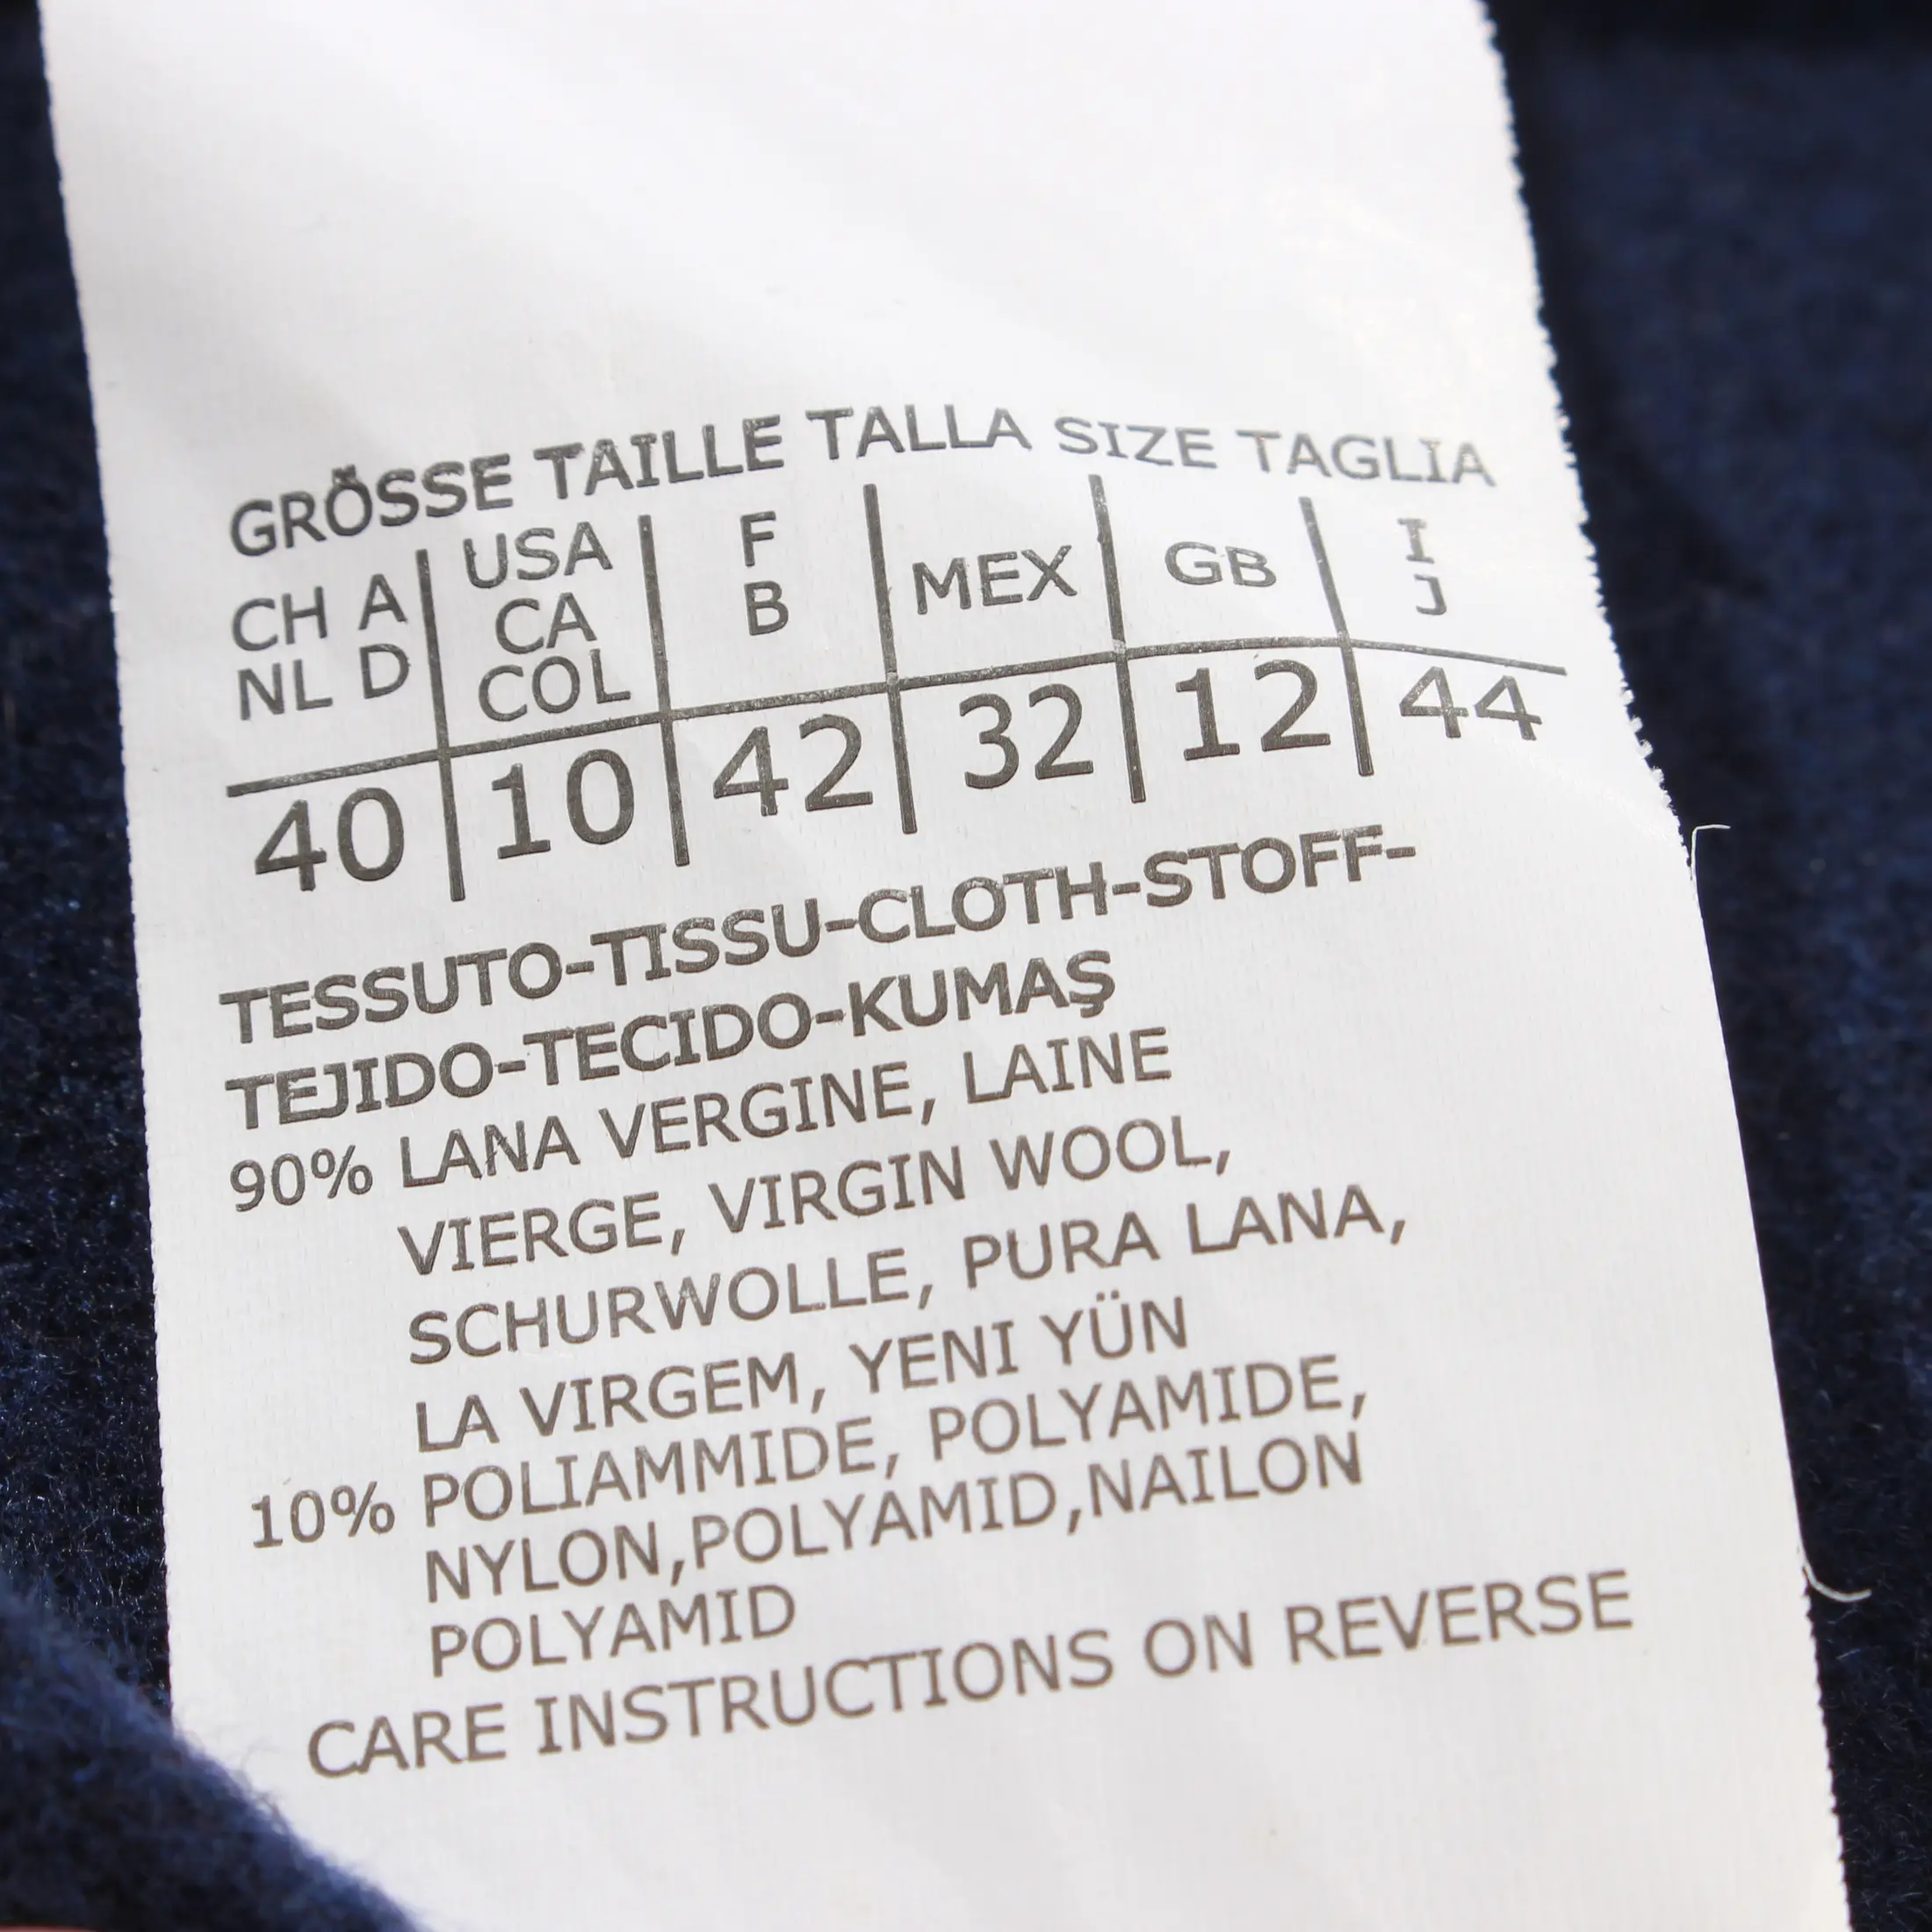 GRÖSSE TAILLE TALLA SIZE TAGLIA
CH A NL D | USA CA COL | F B | MEX | GB | I J
40 | 10 | 42 | 32 | 12 | 44
TESSUTO-TISSU-CLOTH-STOFF-
TEJIDO-TECIDO-KUMAŞ
90% LANA VERGINE, LAINE
VIERGE, VIRGIN WOOL,
SCHURWOLLE, PURA LANA,
LA VIRGEM, YENI YÜN
10% POLIAMMIDE, POLYAMIDE,
NYLON,POLYAMID,NAILON
POLYAMID
CARE INSTRUCTIONS ON REVERSE